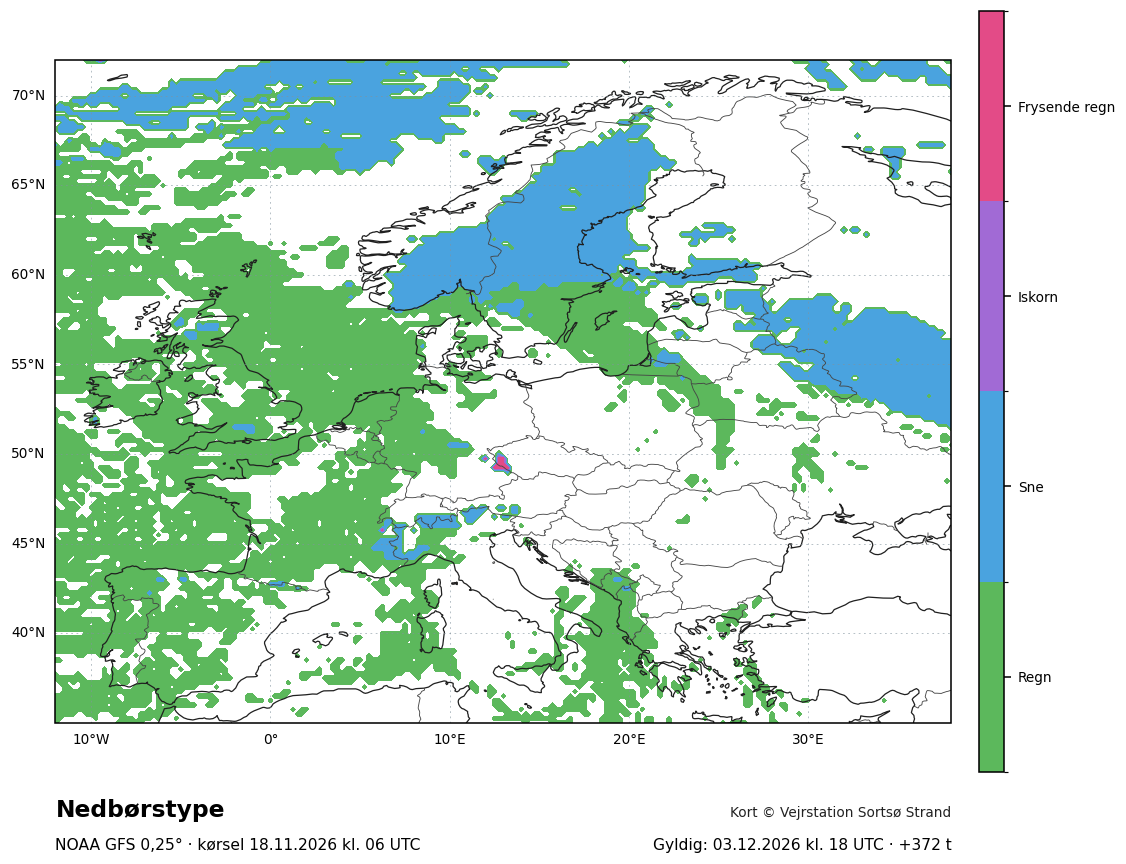 70°N
65°N
60°N
55°N
50°N
45°N
40°N
10°W
0°
10°E
20°E
30°E
Frysende regn
Iskorn
Sne
Regn
Nedbørstype
Kort © Vejrstation Sortsø Strand
NOAA GFS 0,25° · kørsel 18.11.2026 kl. 06 UTC
Gyldig: 03.12.2026 kl. 18 UTC · +372 t